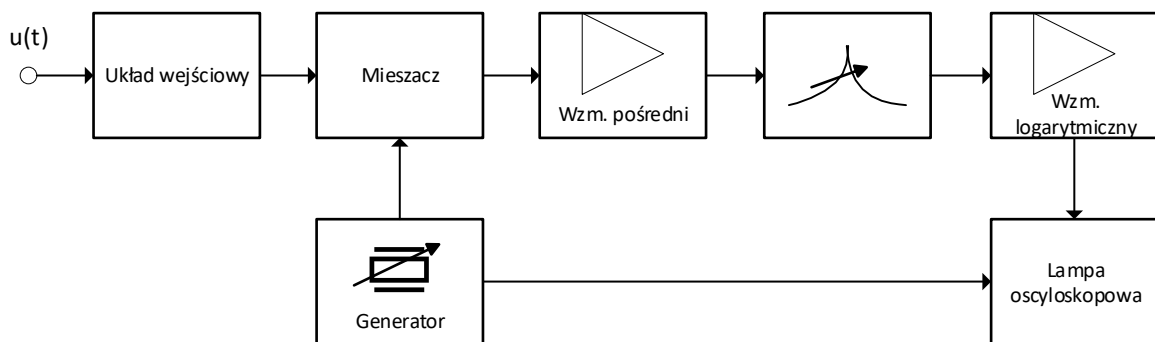 u(t)
Układ wejściowy
Mieszacz
Wzm. pośredni
Wzm.
logarytmiczny
Generator
Lampa
oscyloskopowa